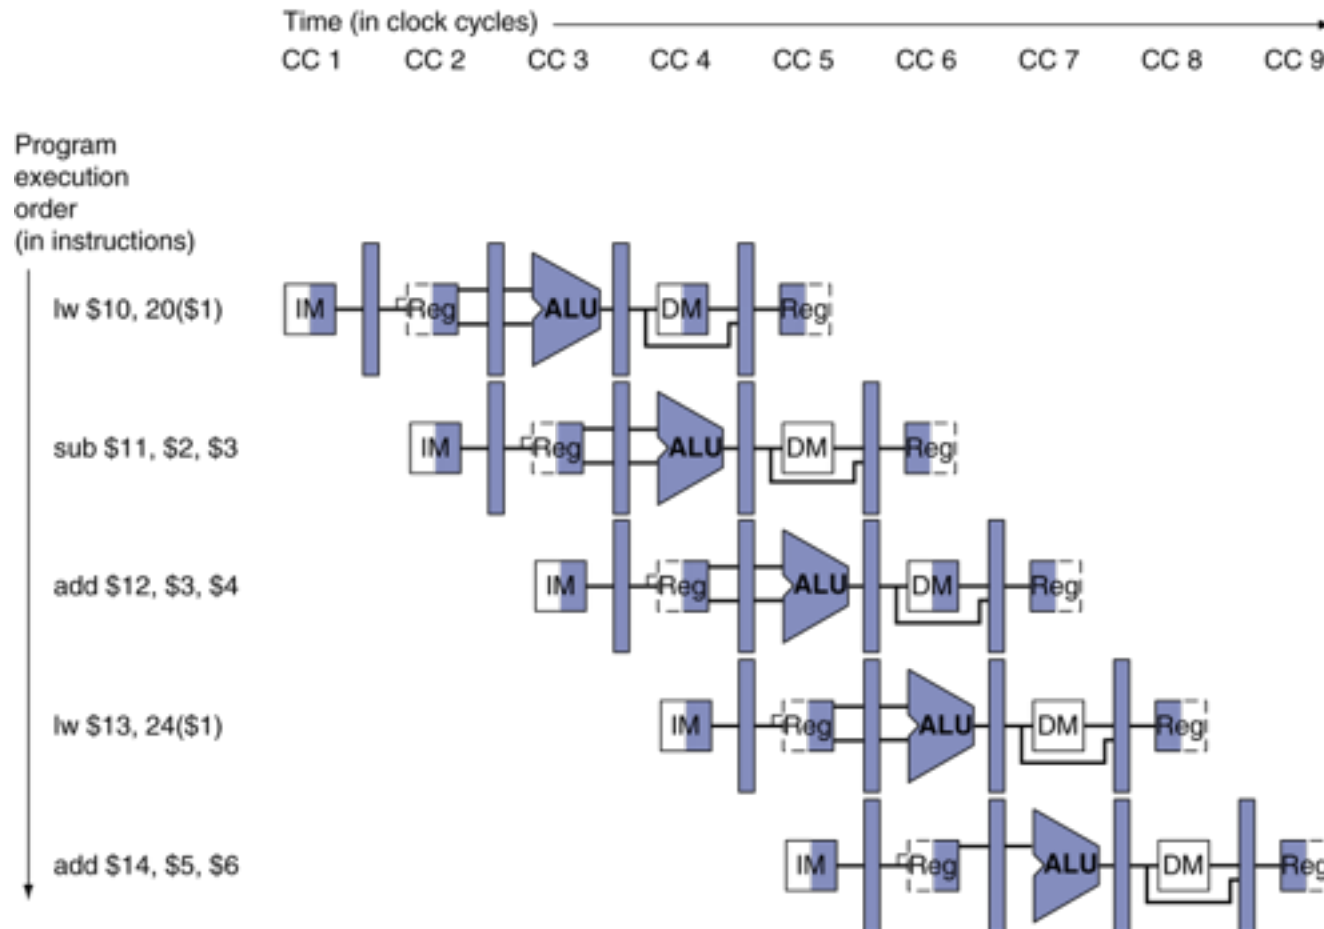 Time (in clock cycles)
CC 1 CC 2 CC 3 CC 4 CC 5 CC 6 CC 7 CC 8 CC 9
Program
execution
order
(in instructions)
lw $10, 20($1) IM Reg ALU DM Reg
sub $11, $2, $3 IM Reg ALU DM Reg
add $12, $3, $4 IM Reg ALU DM Reg
lw $13, 24($1) IM Reg ALU DM Reg
add $14, $5, $6 IM Reg ALU DM Reg